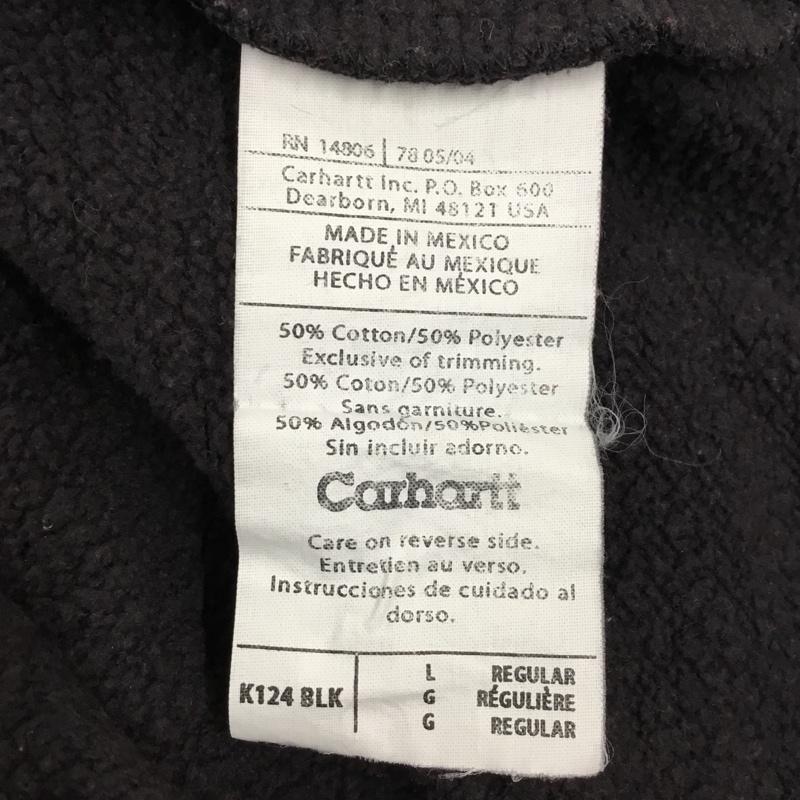 RN 14806 | 78 05/04
Carhartt Inc. P.O. Box 600
Dearborn, MI 48121 USA
MADE IN MEXICO
FABRIQUÉ AU MEXIQUE
HECHO EN MÉXICO
50% Cotton/50% Polyester
Exclusive of trimming.
50% Coton/50% Polyester
Sans garniture.
50% Algodón/50%Poliéster
Sin incluir adorno.
Carhartt
Care on reverse side.
Entretien au verso.
Instrucciones de cuidado al
dorso.
K124 BLK
L REGULAR
G RÉGULIÈRE
G REGULAR